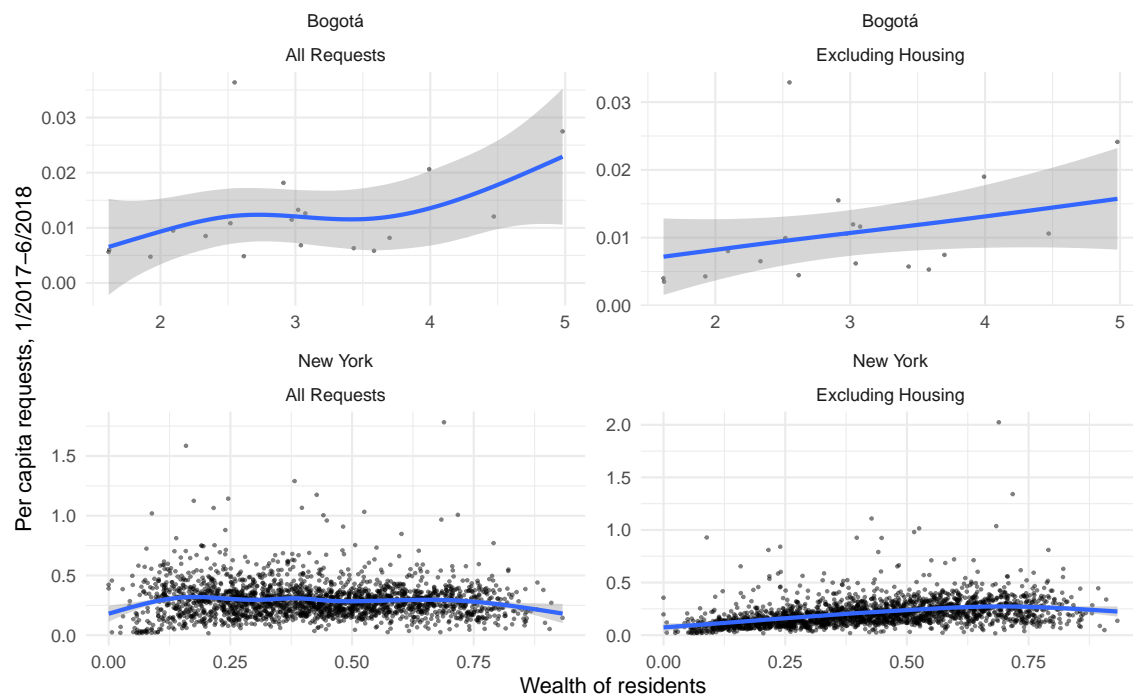 Bogotá
Bogotá
All Requests
Excluding Housing
0.03
0.02
0.01
0.00
0.03
0.02
0.01
0.00
2 3 4 5
2 3 4 5
New York
New York
All Requests
Excluding Housing
1.5
1.0
0.5
0.0
2.0
1.5
1.0
0.5
0.0
0.00 0.25 0.50 0.75
0.00 0.25 0.50 0.75
Per capita requests, 1/2017–6/2018
Wealth of residents